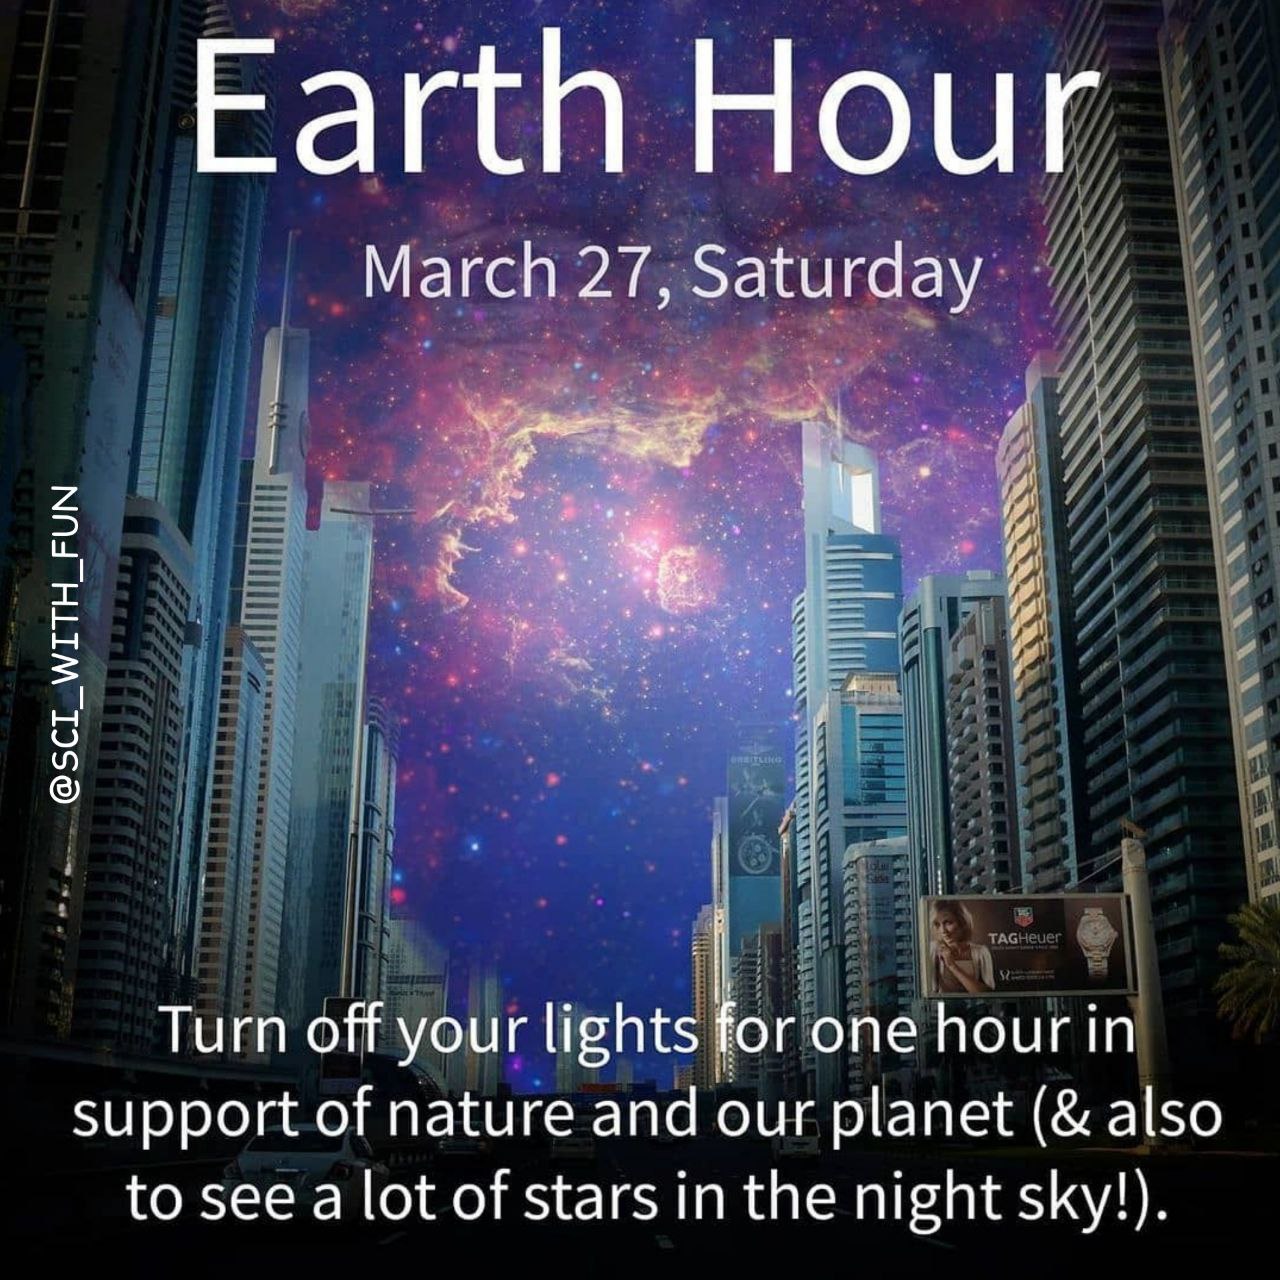 Earth Hour
March 27, Saturday
@SCI_WITH_FUN
BREITLING
TAGHeuer
Turn off your lights for one hour in
support of nature and our planet (& also
to see a lot of stars in the night sky!).